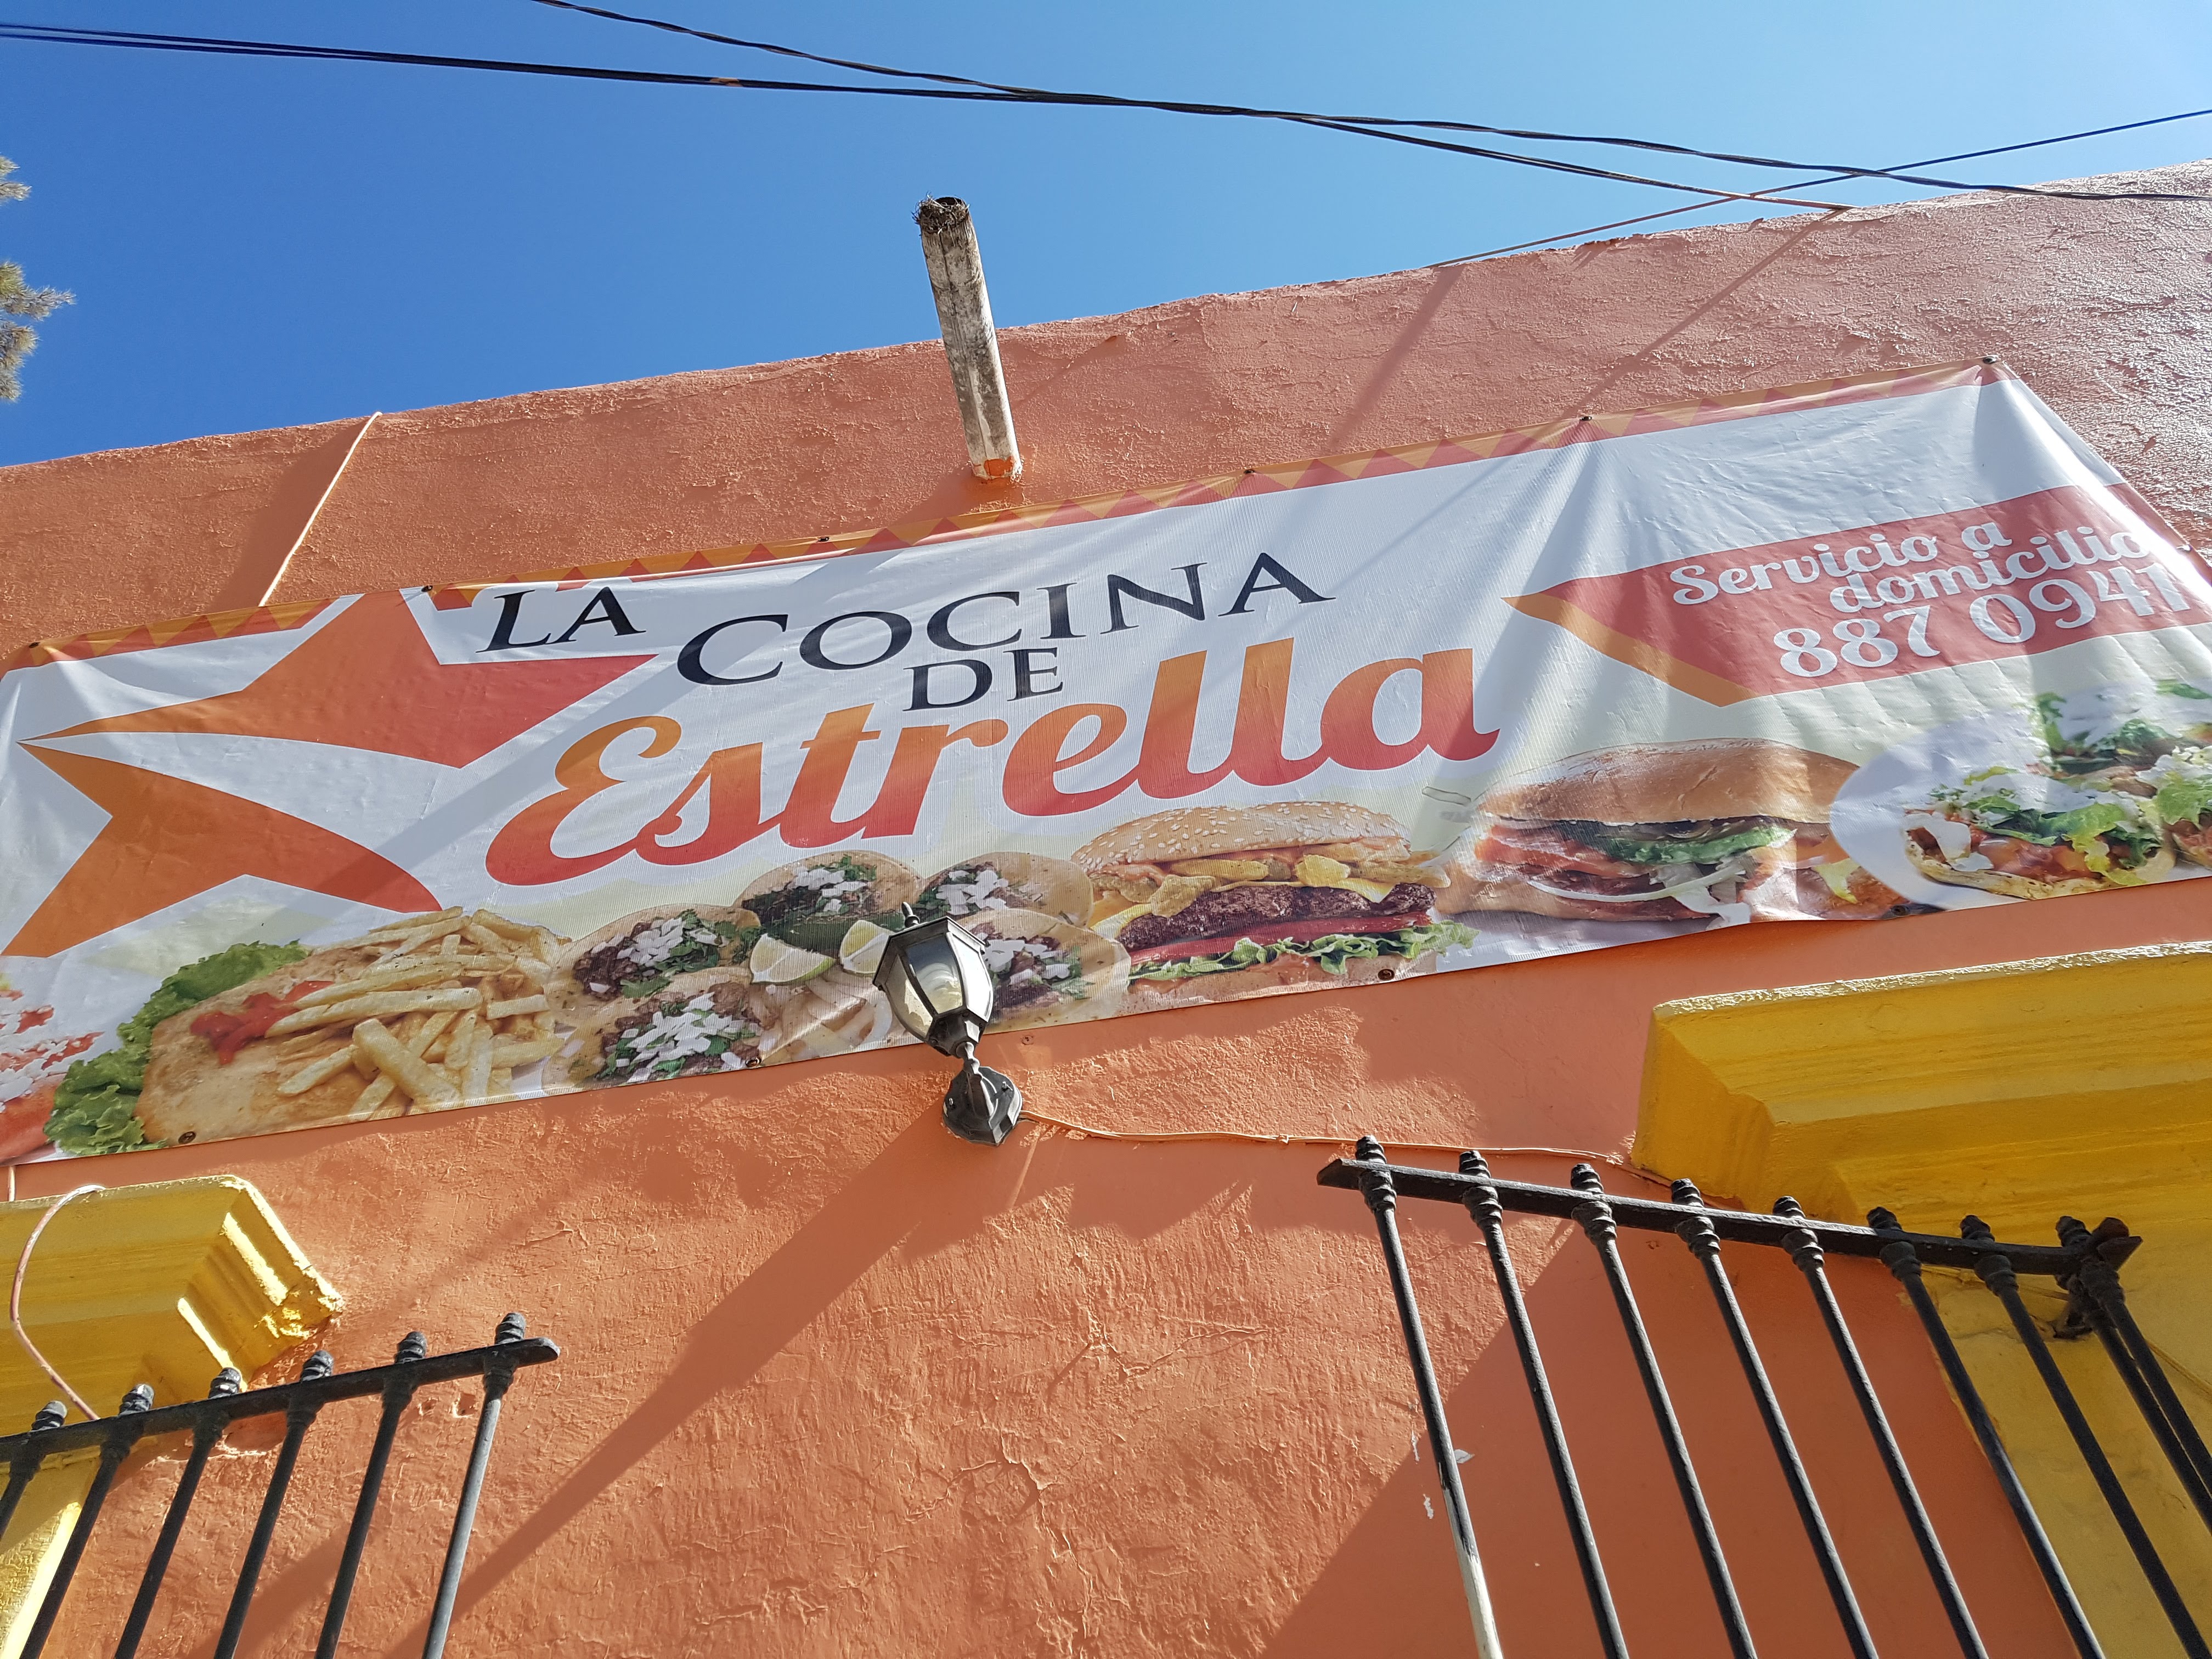 LA COCINA
DE
Estrella
Servicio a
domicilio
887 0941